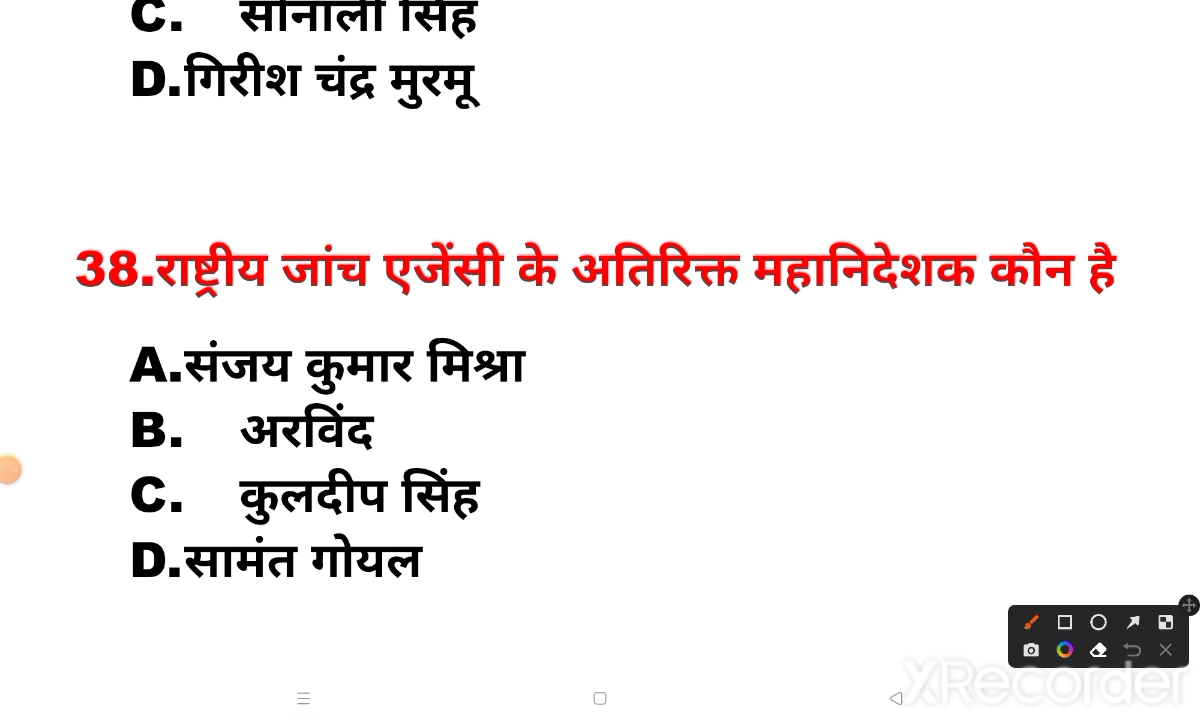 C. सोनाली सिंह
D.गिरीश चंद्र मुरमू
38.राष्ट्रीय जांच एजेंसी के अतिरिक्त महानिदेशक कौन है
A.संजय कुमार मिश्रा
B. अरविंद
C. कुलदीप सिंह
D.सामंत गोयल
XRecorder